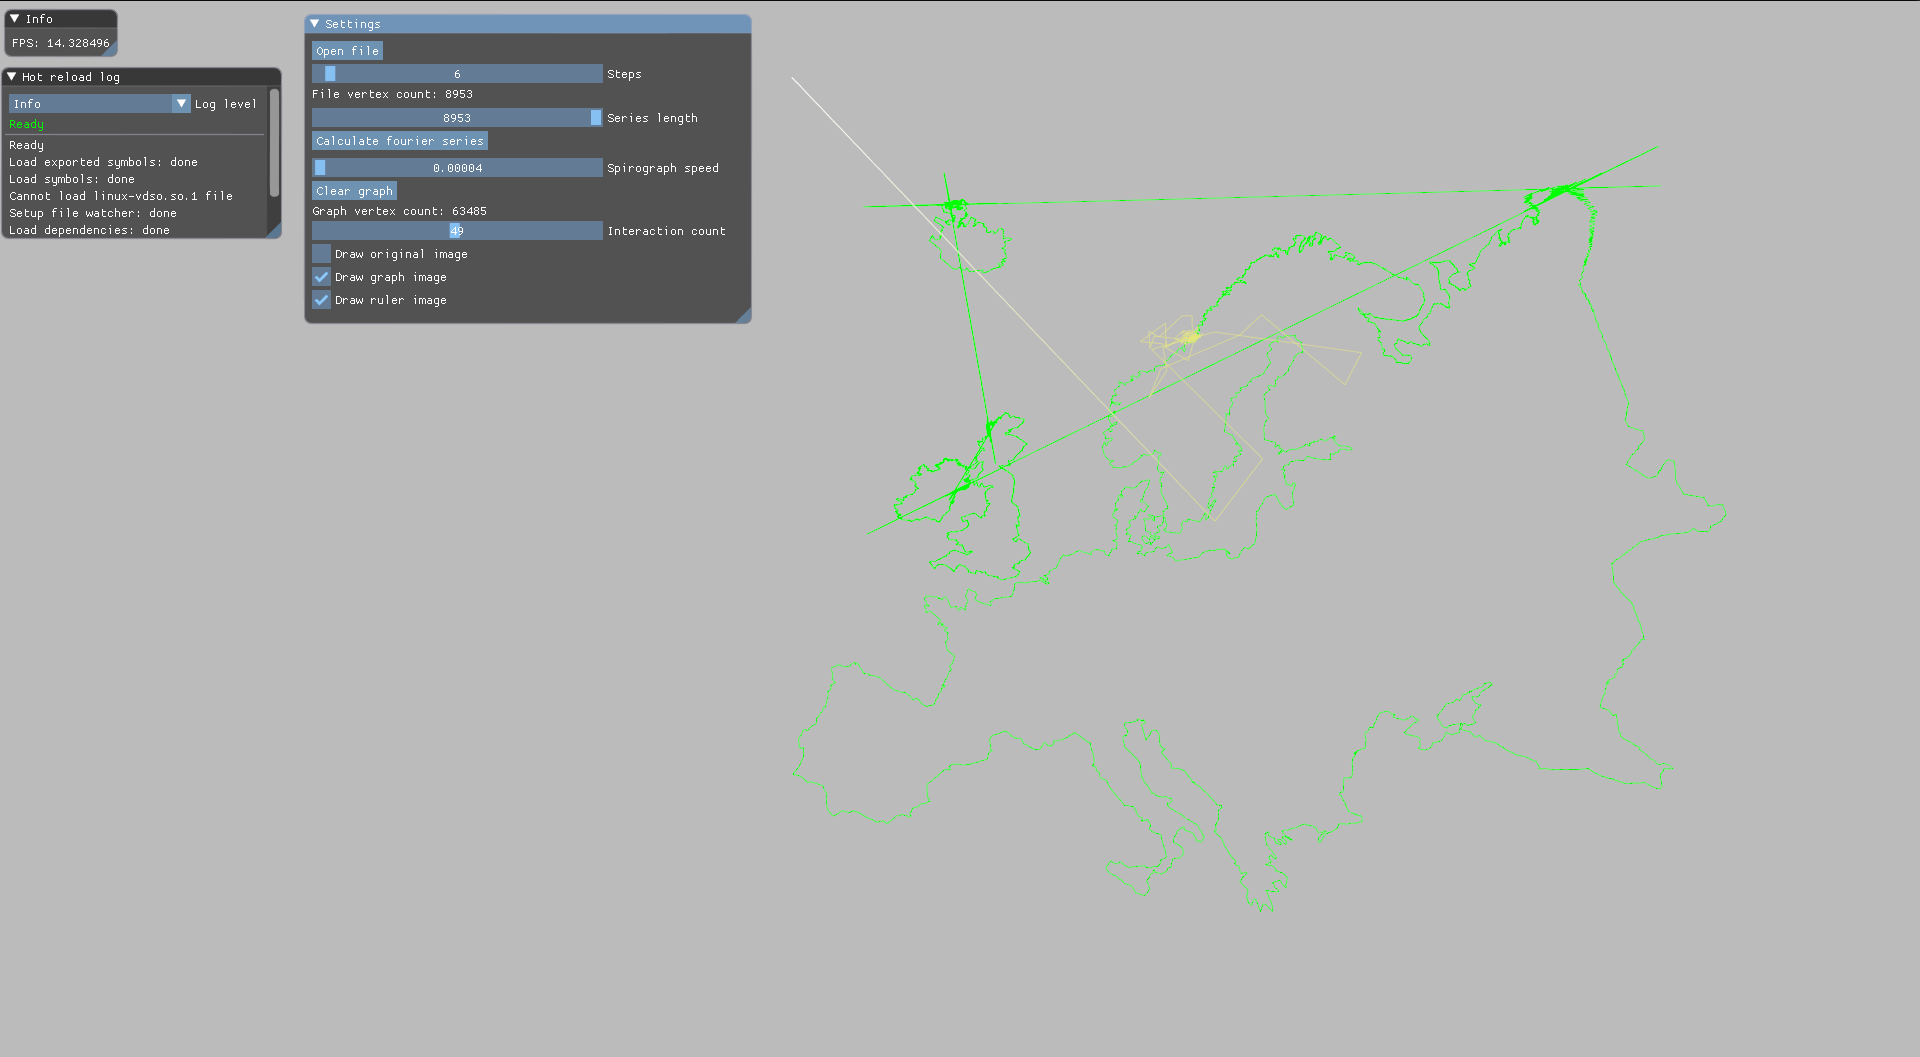 Info
FPS: 14.328496
Hot reload log
Info Log level
Ready
Ready
Load exported symbols: done
Load symbols: done
Cannot load linux-vdso.so.1 file
Setup file watcher: done
Load dependencies: done
Settings
Open file
6 Steps
File vertex count: 8953
8953 Series length
Calculate fourier series
0.00004 Spirograph speed
Clear graph
Graph vertex count: 63485
49 Interaction count
Draw original image
Draw graph image
Draw ruler image